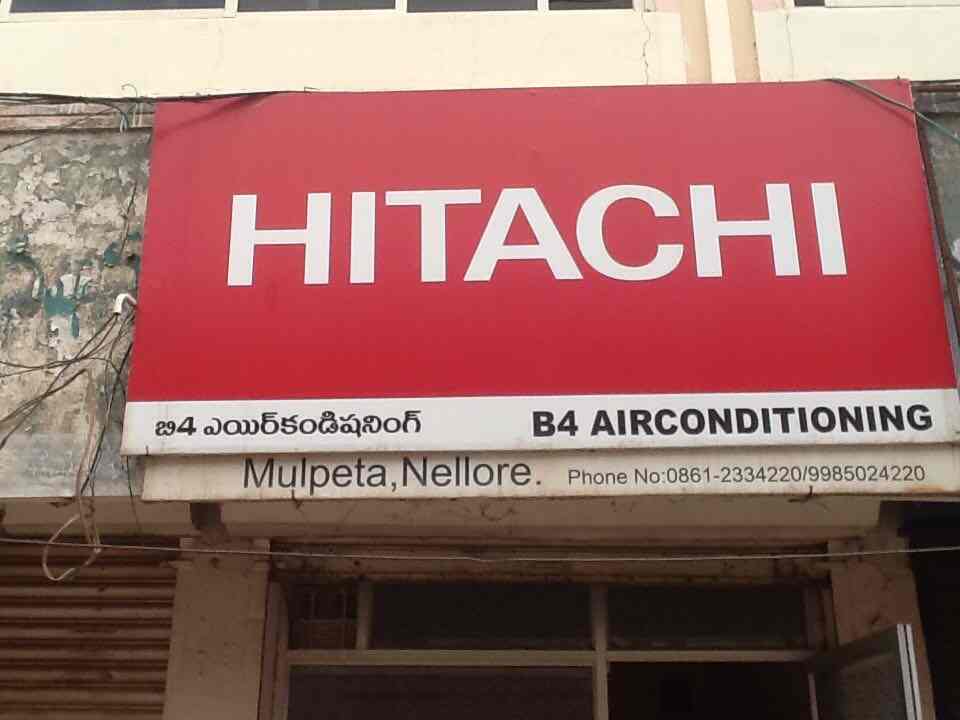 HITACHI
బి4 ఎయిర్‌కండిషనింగ్ B4 AIRCONDITIONING
Mulpeta,Nellore. Phone No:0861-2334220/9985024220